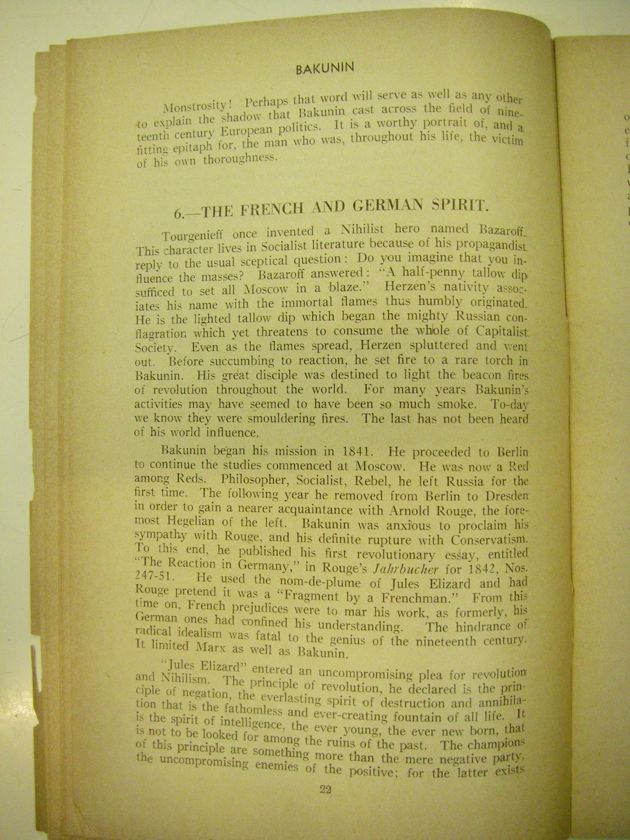 BAKUNIN
Monstrosity! Perhaps that word will serve as well as any other
to explain the shadow that Bakunin cast across the field of nine-
teenth century European politics. It is a worthy portrait of, and a
fitting epitaph for, the man who was, throughout his life, the victim
of his own thoroughness.
6.—THE FRENCH AND GERMAN SPIRIT.
Tourgenieff once invented a Nihilist hero named Bazaroff.
This character lives in Socialist literature because of his propagandist
reply to the usual sceptical question: Do you imagine that you in-
fluence the masses? Bazaroff answered: "A half-penny tallow dip
sufficed to set all Moscow in a blaze." Herzen's nativity assoc-
iates his name with the immortal flames thus humbly originated.
He is the lighted tallow dip which began the mighty Russian con-
flagration which yet threatens to consume the whole of Capitalist
Society. Even as the flames spread, Herzen spluttered and went
out. Before succumbing to reaction, he set fire to a rare torch in
Bakunin. His great disciple was destined to light the beacon fires
of revolution throughout the world. For many years Bakunin's
activities may have seemed to have been so much smoke. To-day
we know they were smouldering fires. The last has not been heard
of his world influence.
Bakunin began his mission in 1841. He proceeded to Berlin
to continue the studies commenced at Moscow. He was now a Red
among Reds. Philosopher, Socialist, Rebel, he left Russia for the
first time. The following year he removed from Berlin to Dresden
in order to gain a nearer acquaintance with Arnold Rouge, the fore-
most Hegelian of the left. Bakunin was anxious to proclaim his
sympathy with Rouge, and his definite rupture with Conservatism.
To this end, he published his first revolutionary essay, entitled
"The Reaction in Germany," in Rouge's Jahrbucher for 1842, Nos.
247-51. He used the nom-de-plume of Jules Elizard and had
Rouge pretend it was a "Fragment by a Frenchman." From this
time on, French prejudices were to mar his work, as formerly, his
German ones had confined his understanding. The hindrance of
radical idealism was fatal to the genius of the nineteenth century.
It limited Marx as well as Bakunin.
"Jules Elizard" entered an uncompromising plea for revolution
and Nihilism. The principle of revolution, he declared is the prin-
ciple of negation, the everlasting spirit of destruction and annihila-
tion that is the fathomless and ever-creating fountain of all life. It
is the spirit of intelligence, the ever young, the ever new born, that
is not to be looked for among the ruins of the past. The champions
of this principle are something more than the mere negative party,
the uncompromising enemies of the positive; for the latter exists
22